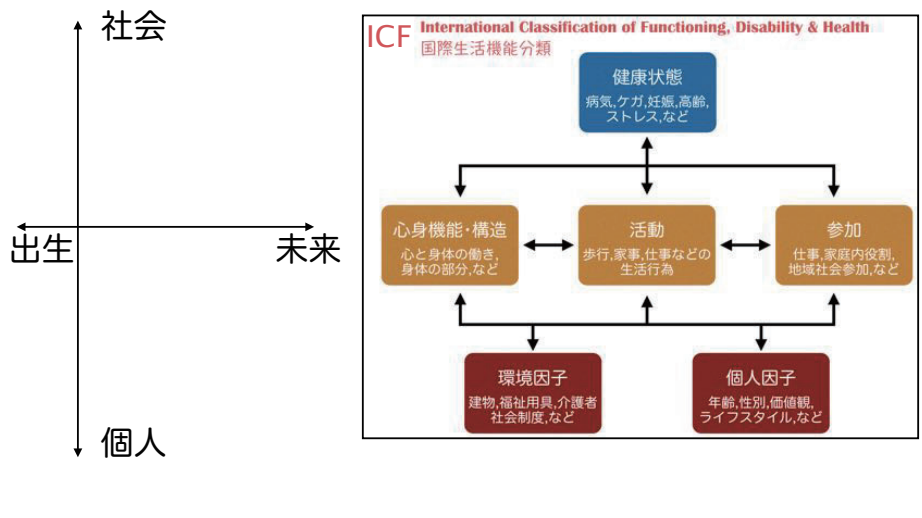 社会
出生
未来
個人
ICF
International Classification of Functioning, Disability & Health
国際生活機能分類
健康状態
病気,ケガ,妊娠,高齢,
ストレス,など
心身機能・構造
心と身体の働き,
身体の部分,など
活動
歩行,家事,仕事などの
生活行為
参加
仕事,家庭内役割,
地域社会参加,など
環境因子
建物,福祉用具,介護者
社会制度,など
個人因子
年齢,性別,価値観,
ライフスタイル,など